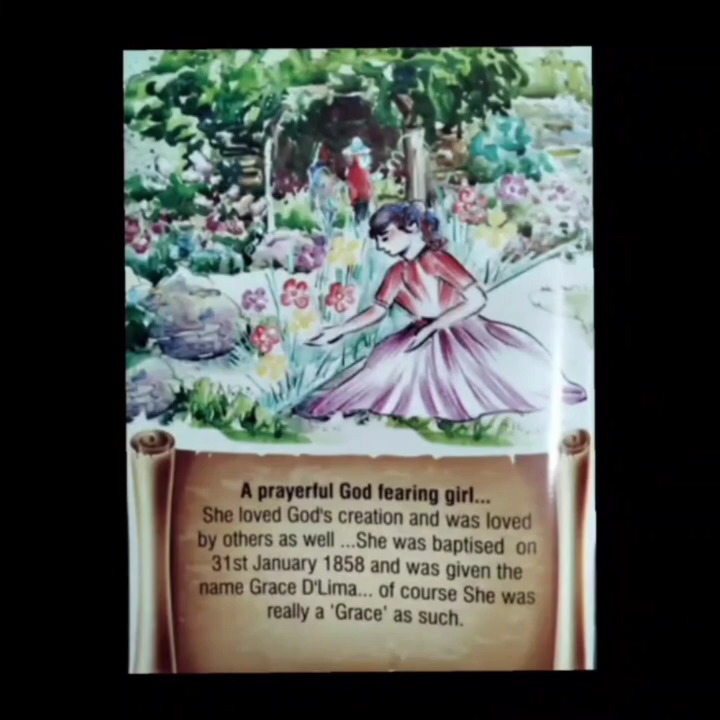 A prayerful God fearing girl...
She loved God's creation and was loved
by others as well ...She was baptised on
31st January 1858 and was given the
name Grace D'Lima... of course She was
really a 'Grace' as such.